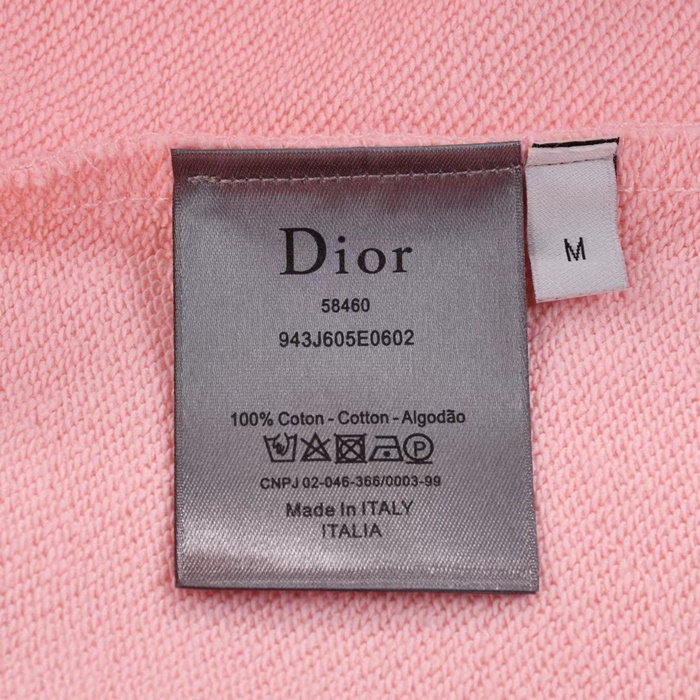 Dior
M
58460
943J605E0602
100% Coton - Cotton - Algodão
P
CNPJ 02-046-366/0003-99
Made In ITALY
ITALIA